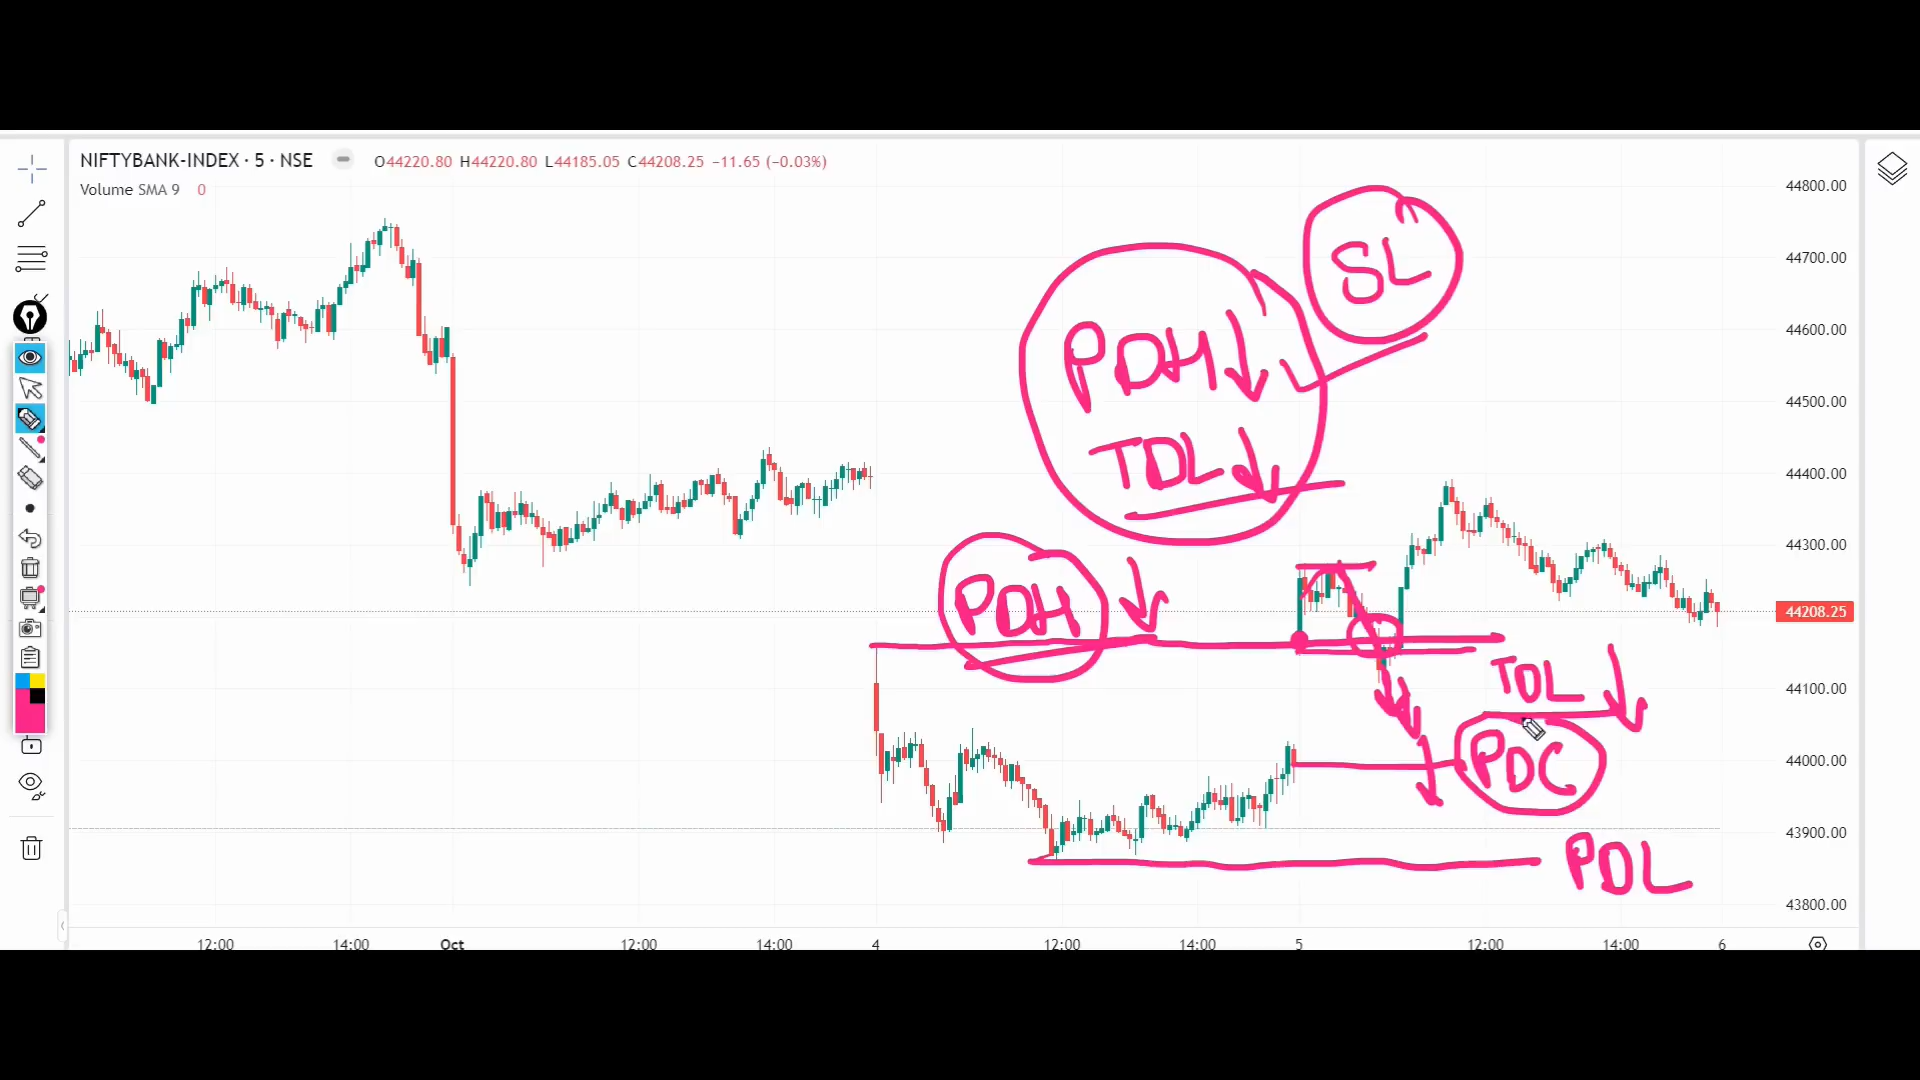 NIFTYBANK-INDEX · 5 · NSE O44220.80 H44220.80 L44185.05 C44208.25 −11.65 (−0.03%)
Volume SMA 9 0
44800.00
SL
44700.00
PDH
44600.00
44500.00
TDL
44400.00
44300.00
PDH
44208.25
TDL
44100.00
PDC
44000.00
43900.00
PDL
43800.00
12:00 14:00 Oct 12:00 14:00 4 12:00 14:00 5 12:00 14:00 6